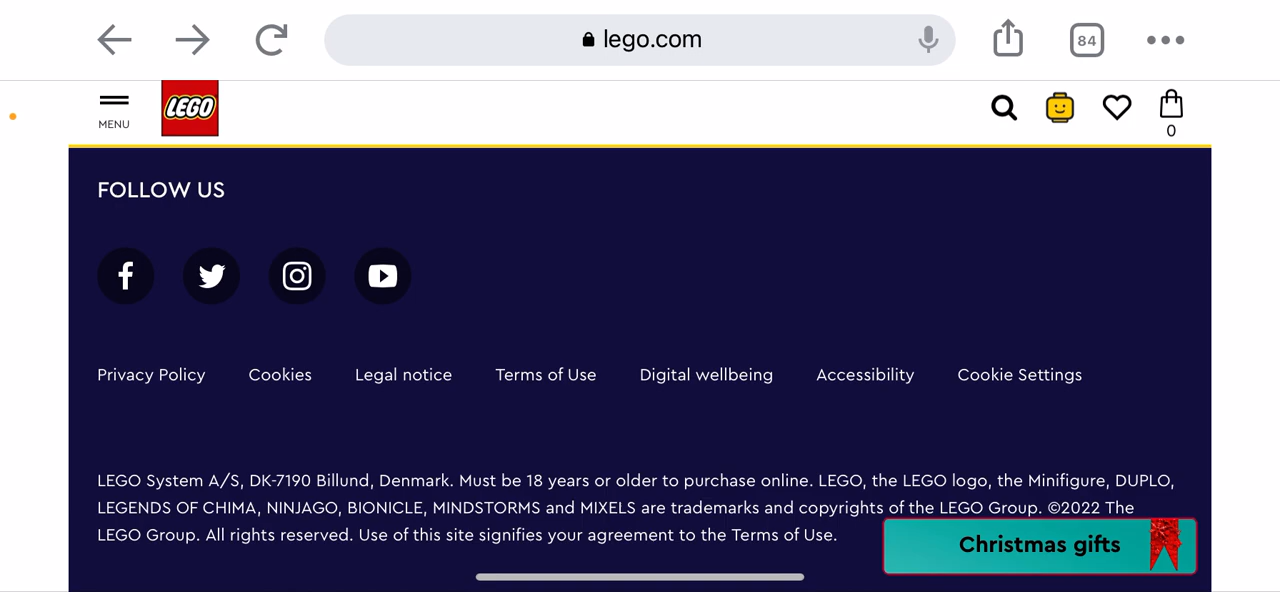 lego.com
84
MENU
LEGO
0
FOLLOW US
Privacy Policy Cookies Legal notice Terms of Use Digital wellbeing Accessibility Cookie Settings
LEGO System A/S, DK-7190 Billund, Denmark. Must be 18 years or older to purchase online. LEGO, the LEGO logo, the Minifigure, DUPLO,
LEGENDS OF CHIMA, NINJAGO, BIONICLE, MINDSTORMS and MIXELS are trademarks and copyrights of the LEGO Group. ©2022 The
LEGO Group. All rights reserved. Use of this site signifies your agreement to the Terms of Use.
Christmas gifts